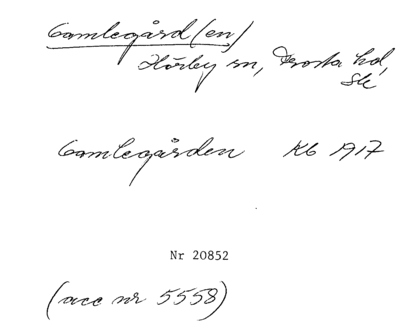 Gamlegård(en)
Hörby sn, Frosta hd,
Sk
Gamlegården Kb 1917
Nr 20852
(acc nr 5558)